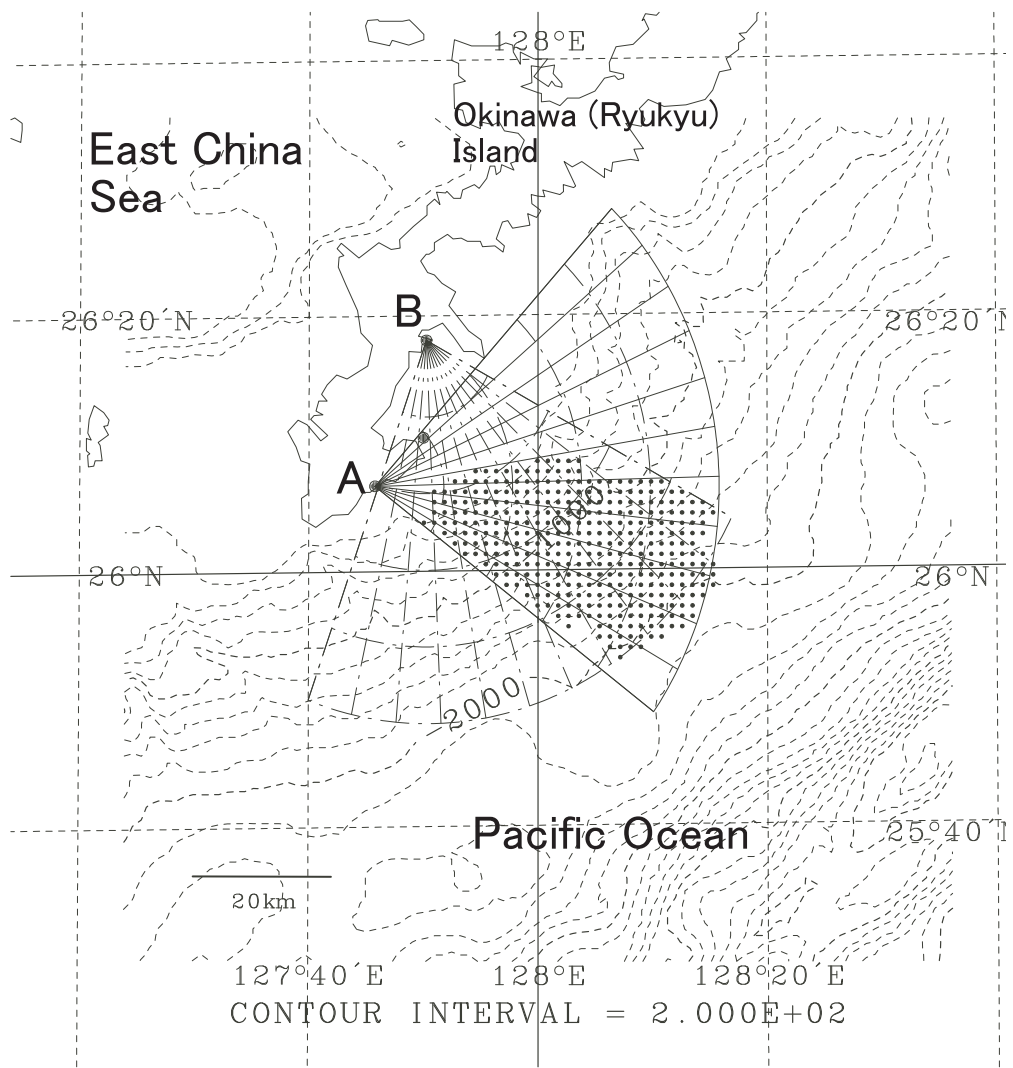 128°E
Okinawa (Ryukyu)
Island
East China
Sea
B
26°20′N
26°20′N
A
1000
26°N
26°N
2000
Pacific Ocean
25°40′N
20km
127°40′E
128°E
128°20′E
CONTOUR INTERVAL = 2.000E+02